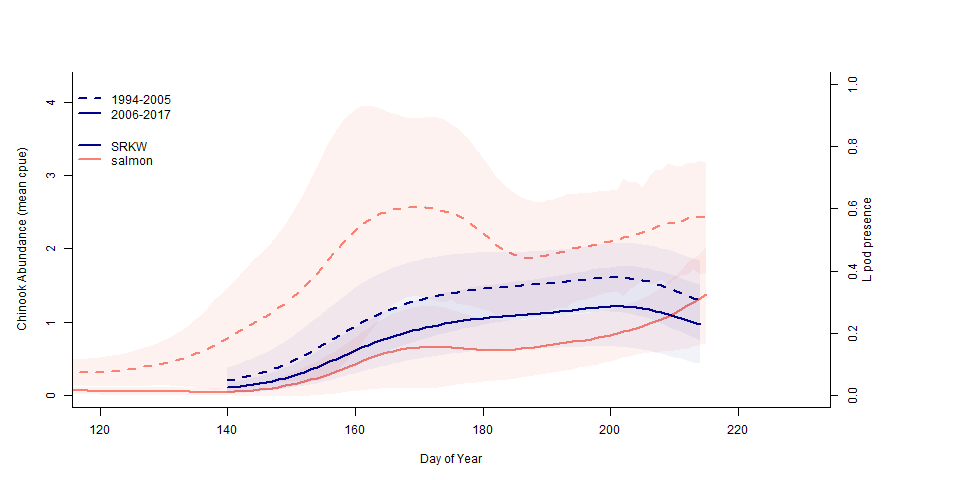 1994-2005
2006-2017
SRKW
salmon
Chinook Abundance (mean cpue)
4
3
2
1
0
L pod presence
1.0
0.8
0.6
0.4
0.2
0.0
120 140 160 180 200 220
Day of Year